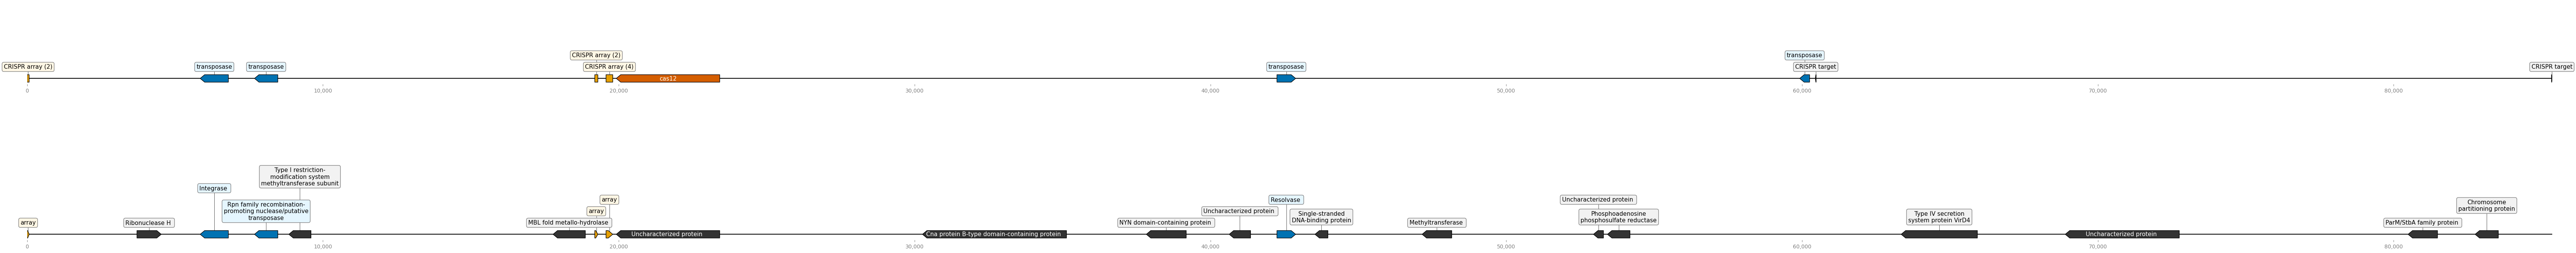 CRISPR array (2)
CRISPR array (2)
transposase
transposase
CRISPR array (4)
transposase
transposase
CRISPR target
CRISPR target
cas12
0
10,000
20,000
30,000
40,000
50,000
60,000
70,000
80,000
Type I restriction-
modification system
methyltransferase subunit
Integrase
Rpn family recombination-
promoting nuclease/putative
transposase
array
Ribonuclease H
MBL fold metallo-hydrolase
array
array
Uncharacterized protein
Cna protein B-type domain-containing protein
NYN domain-containing protein
Uncharacterized protein
Resolvase
Single-stranded
DNA-binding protein
Methyltransferase
Uncharacterized protein
Phosphoadenosine
phosphosulfate reductase
Type IV secretion
system protein VirD4
Uncharacterized protein
ParM/StbA family protein
Chromosome
partitioning protein
0
10,000
20,000
30,000
40,000
50,000
60,000
70,000
80,000